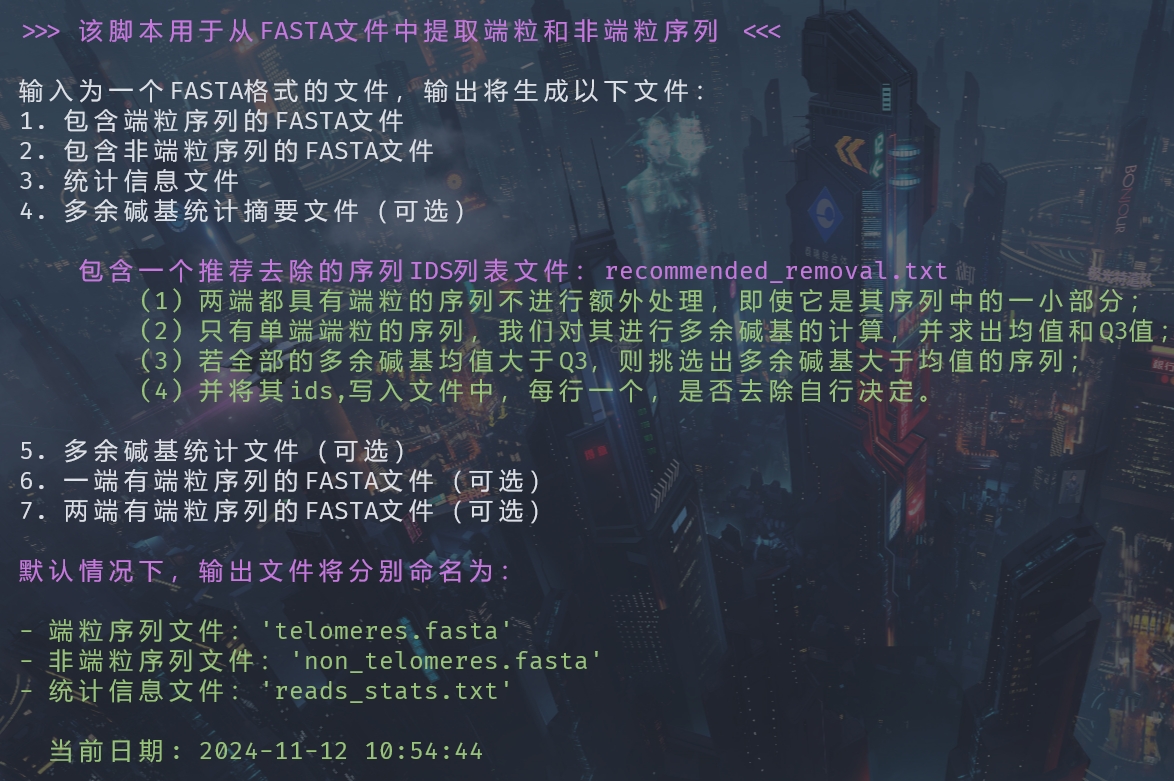 >>> 该脚本用于从FASTA文件中提取端粒和非端粒序列 <<<
输入为一个FASTA格式的文件, 输出将生成以下文件:
1. 包含端粒序列的FASTA文件
2. 包含非端粒序列的FASTA文件
3. 统计信息文件
4. 多余碱基统计摘要文件 (可选)
包含一个推荐去除的序列IDS列表文件: recommended_removal.txt
(1) 两端都具有端粒的序列不进行额外处理, 即使它是其序列中的一小部分;
(2) 只有单端端粒的序列, 我们对其进行多余碱基的计算, 并求出均值和Q3值;
(3) 若全部的多余碱基均值大于Q3, 则挑选出多余碱基大于均值的序列;
(4) 并将其ids,写入文件中, 每行一个, 是否去除自行决定。
5. 多余碱基统计文件 (可选)
6. 一端有端粒序列的FASTA文件 (可选)
7. 两端有端粒序列的FASTA文件 (可选)
默认情况下, 输出文件将分别命名为:
- 端粒序列文件: 'telomeres.fasta'
- 非端粒序列文件: 'non_telomeres.fasta'
- 统计信息文件: 'reads_stats.txt'
当前日期: 2024-11-12 10:54:44
BONJOUR